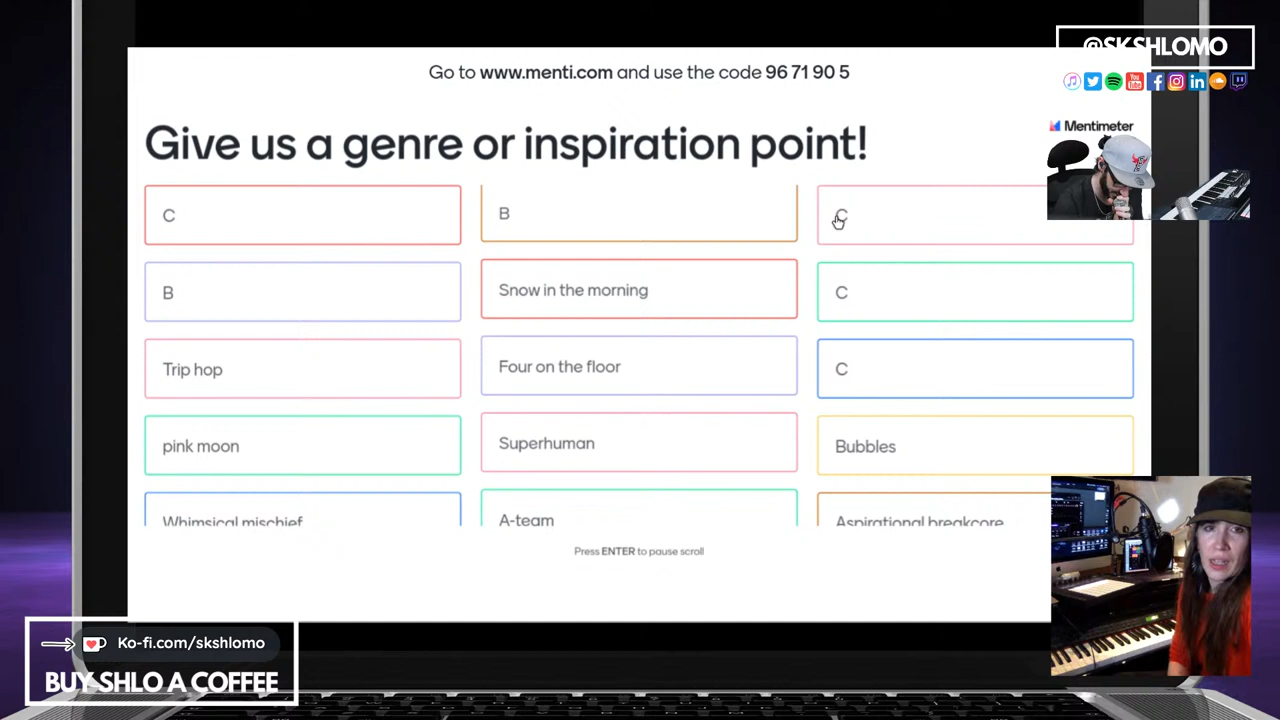 @SKSHLOMO
Go to www.menti.com and use the code 96 71 90 5
Mentimeter
Give us a genre or inspiration point!
C
B
C
B
Snow in the morning
C
Trip hop
Four on the floor
C
pink moon
Superhuman
Bubbles
Whimsical mischief
A-team
Aspirational breakcore
Press ENTER to pause scroll
Ko-fi.com/skshlomo
BUY SHLO A COFFEE